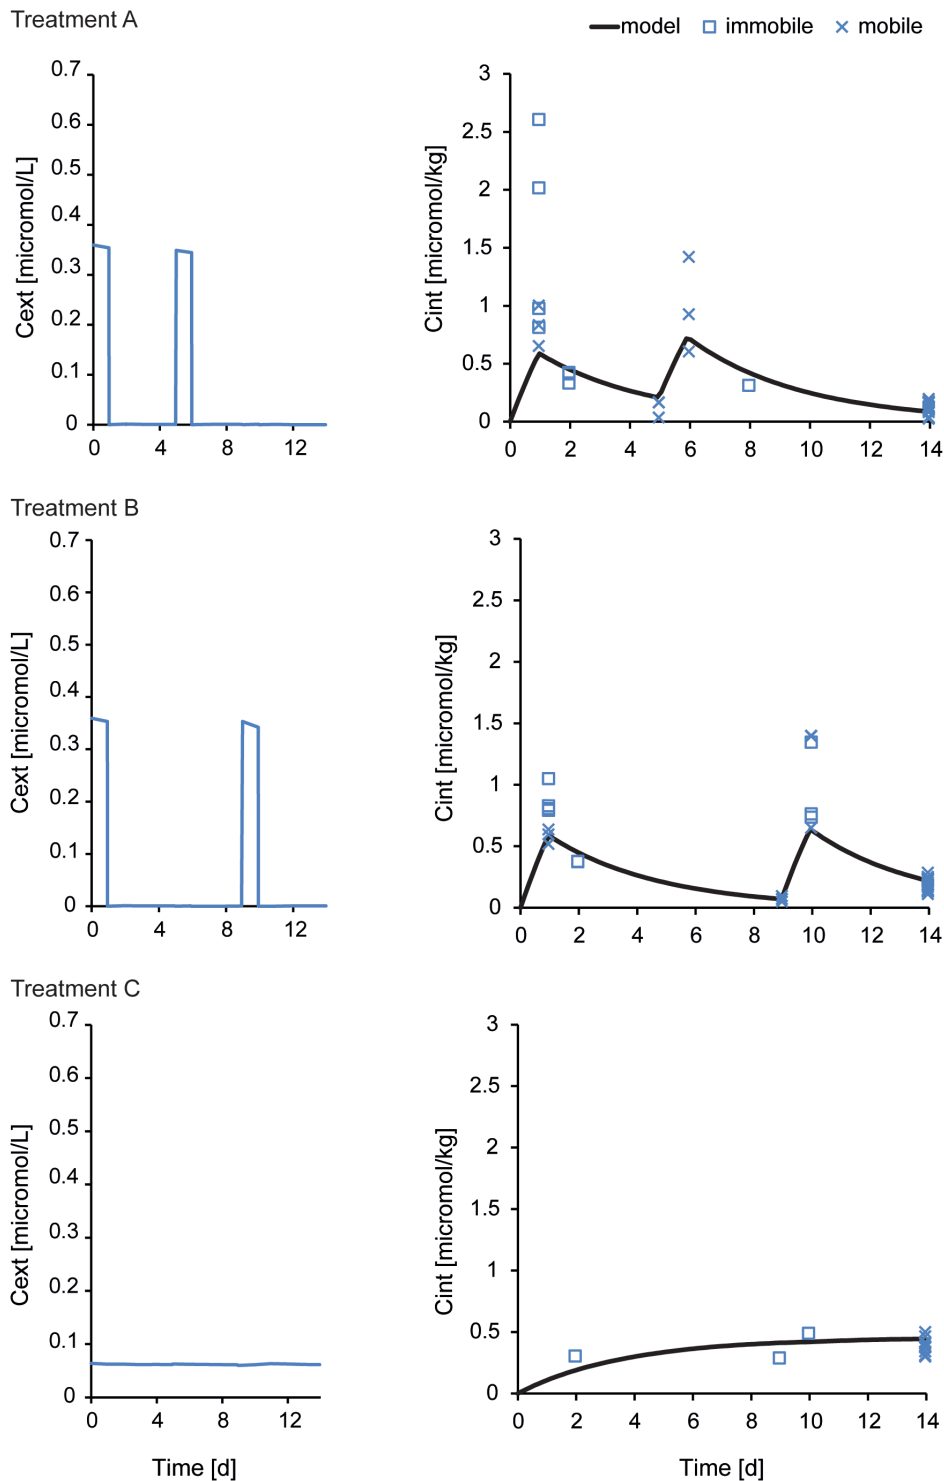 Treatment A
model immobile mobile
Cext [micromol/L]
0.7
0.6
0.5
0.4
0.3
0.2
0.1
0
0 4 8 12
Cint [micromol/kg]
3
2.5
2
1.5
1
0.5
0
0 2 4 6 8 10 12 14
Treatment B
Cext [micromol/L]
0.7
0.6
0.5
0.4
0.3
0.2
0.1
0
0 4 8 12
Cint [micromol/kg]
3
2.5
2
1.5
1
0.5
0
0 2 4 6 8 10 12 14
Treatment C
Cext [micromol/L]
0.7
0.6
0.5
0.4
0.3
0.2
0.1
0
0 4 8 12
Time [d]
Cint [micromol/kg]
3
2.5
2
1.5
1
0.5
0
0 2 4 6 8 10 12 14
Time [d]